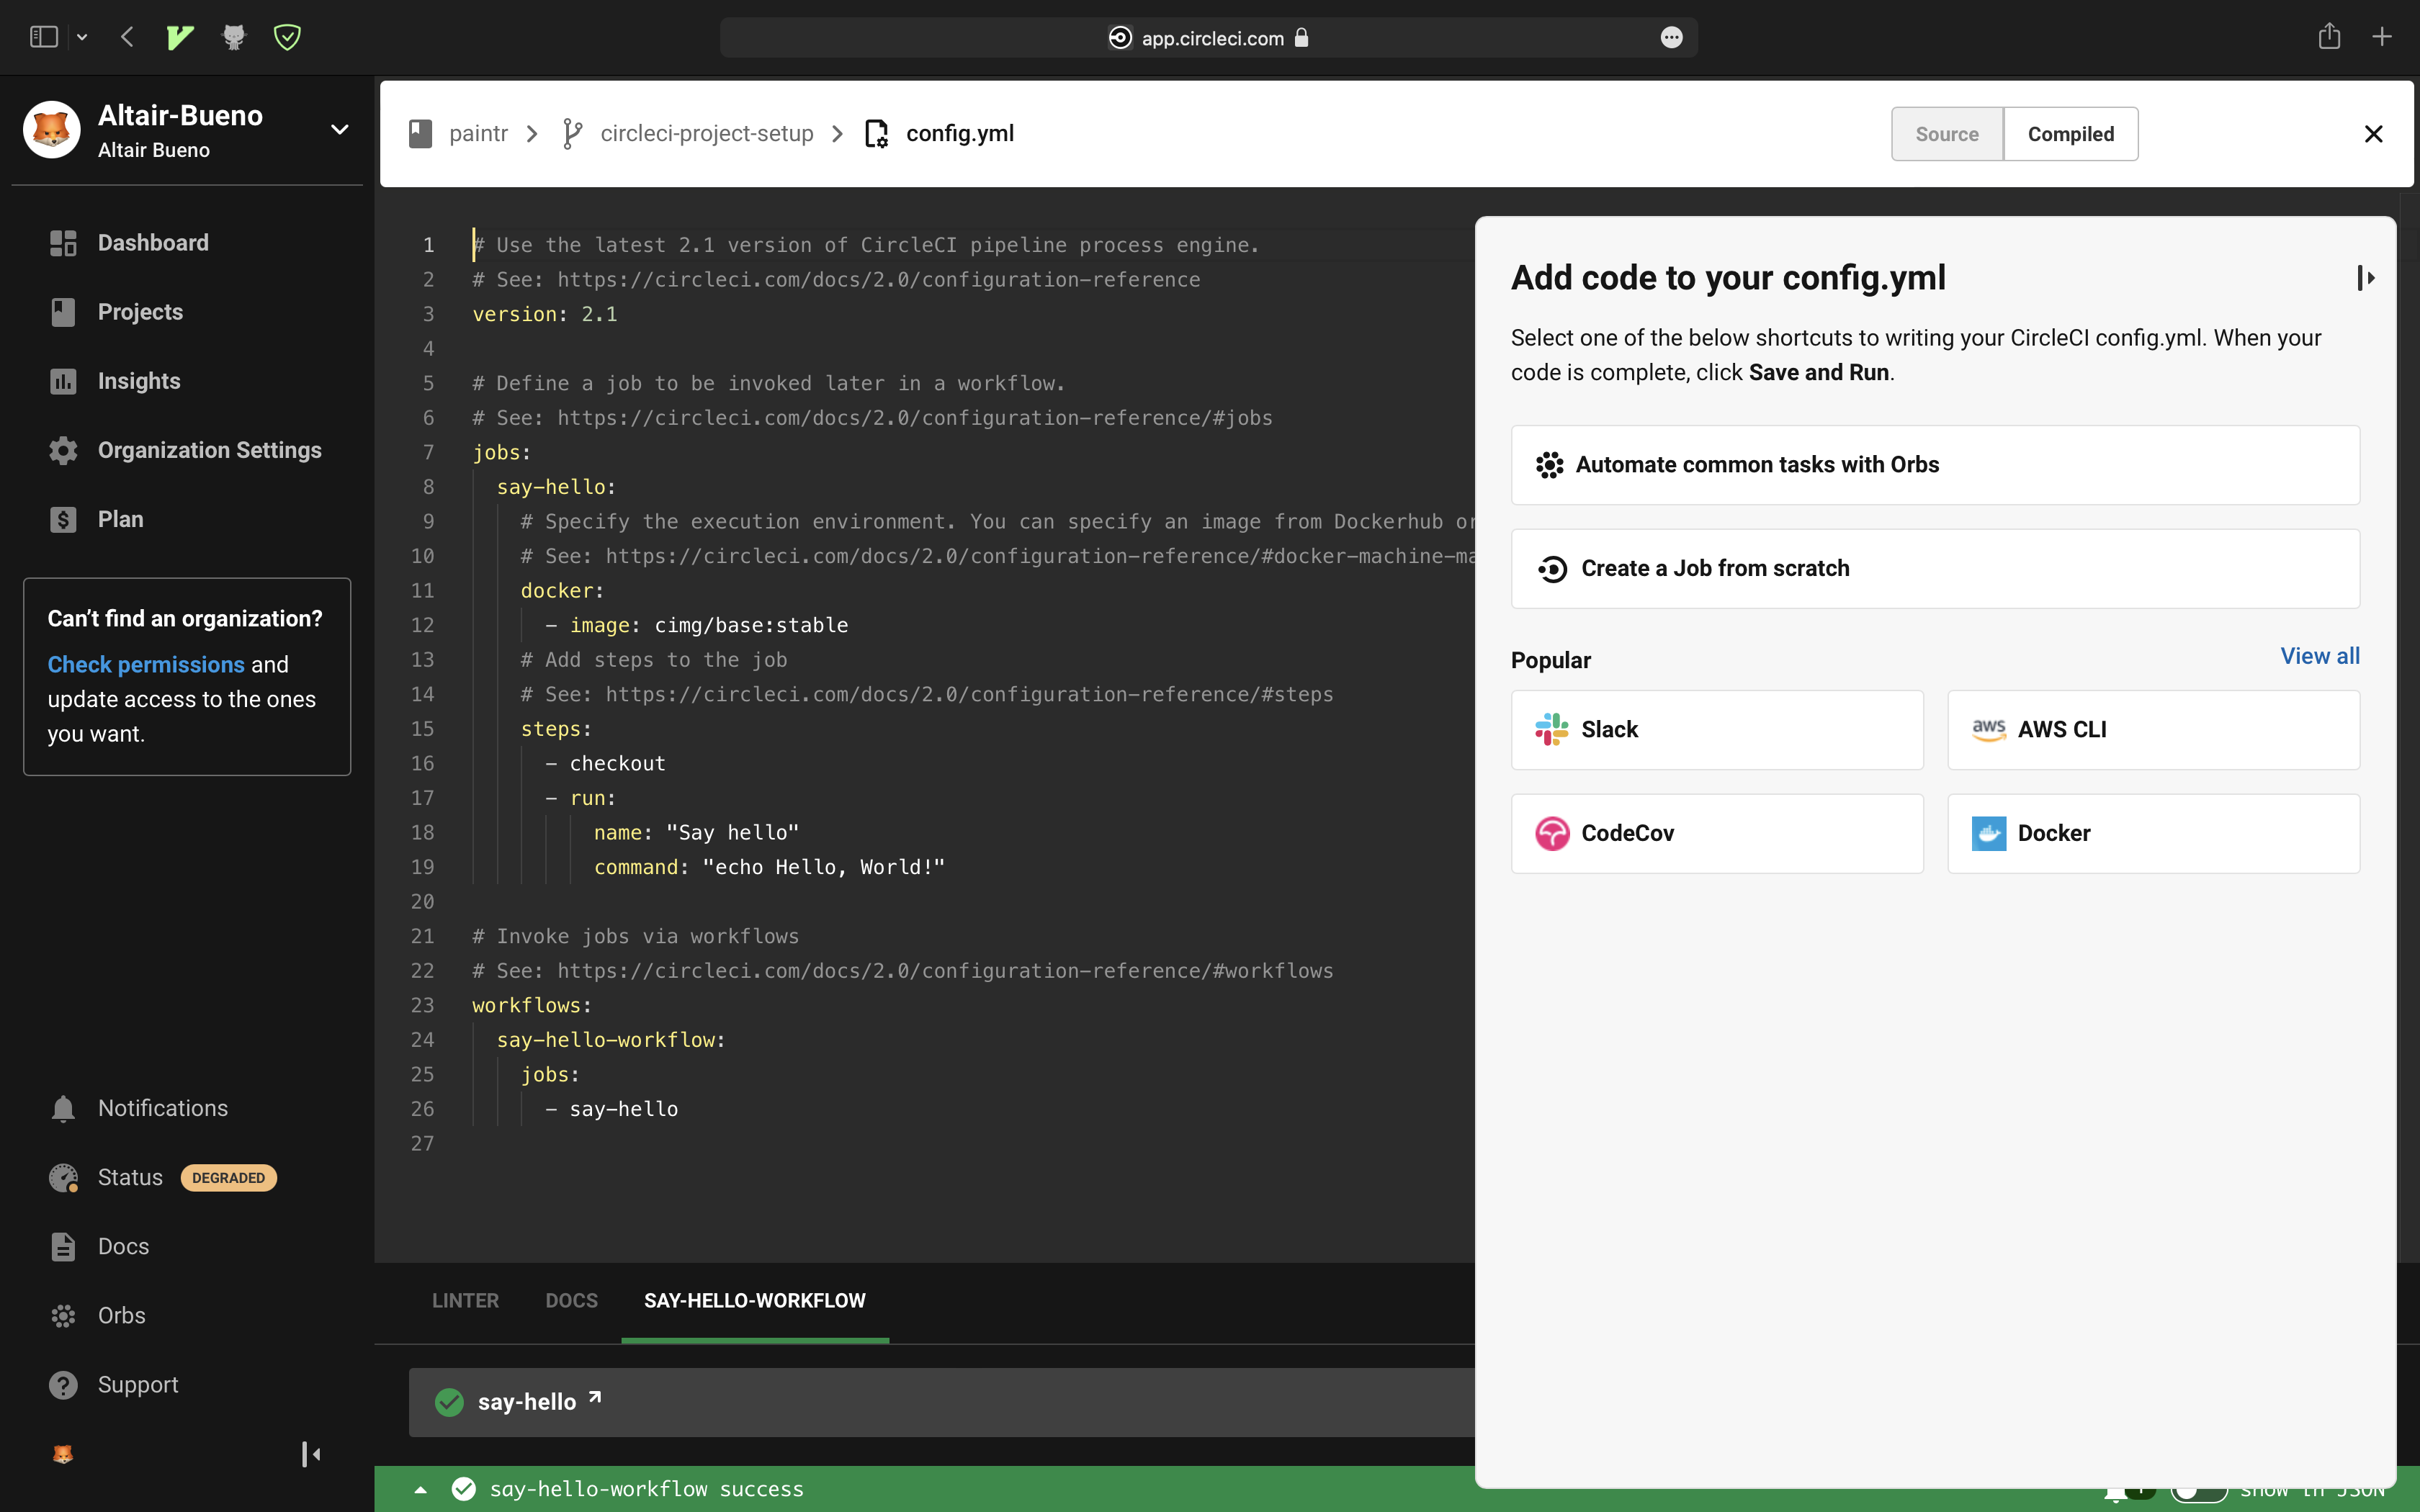 app.circleci.com
Altair-Bueno
Altair Bueno
Dashboard
Projects
Insights
Organization Settings
Plan
Can’t find an organization?
Check permissions and
update access to the ones
you want.
Notifications
Status DEGRADED
Docs
Orbs
Support
paintr > circleci-project-setup > config.yml
Source Compiled
1 # Use the latest 2.1 version of CircleCI pipeline process engine.
2 # See: https://circleci.com/docs/2.0/configuration-reference
3 version: 2.1
4
5 # Define a job to be invoked later in a workflow.
6 # See: https://circleci.com/docs/2.0/configuration-reference/#jobs
7 jobs:
8 say-hello:
9 # Specify the execution environment. You can specify an image from Dockerhub or
10 # See: https://circleci.com/docs/2.0/configuration-reference/#docker-machine-ma
11 docker:
12 - image: cimg/base:stable
13 # Add steps to the job
14 # See: https://circleci.com/docs/2.0/configuration-reference/#steps
15 steps:
16 - checkout
17 - run:
18 name: "Say hello"
19 command: "echo Hello, World!"
20
21 # Invoke jobs via workflows
22 # See: https://circleci.com/docs/2.0/configuration-reference/#workflows
23 workflows:
24 say-hello-workflow:
25 jobs:
26 - say-hello
27
LINTER DOCS SAY-HELLO-WORKFLOW
say-hello
say-hello-workflow success
Add code to your config.yml
Select one of the below shortcuts to writing your CircleCI config.yml. When your
code is complete, click Save and Run.
Automate common tasks with Orbs
Create a Job from scratch
Popular View all
Slack
aws AWS CLI
CodeCov
Docker
show in JSON